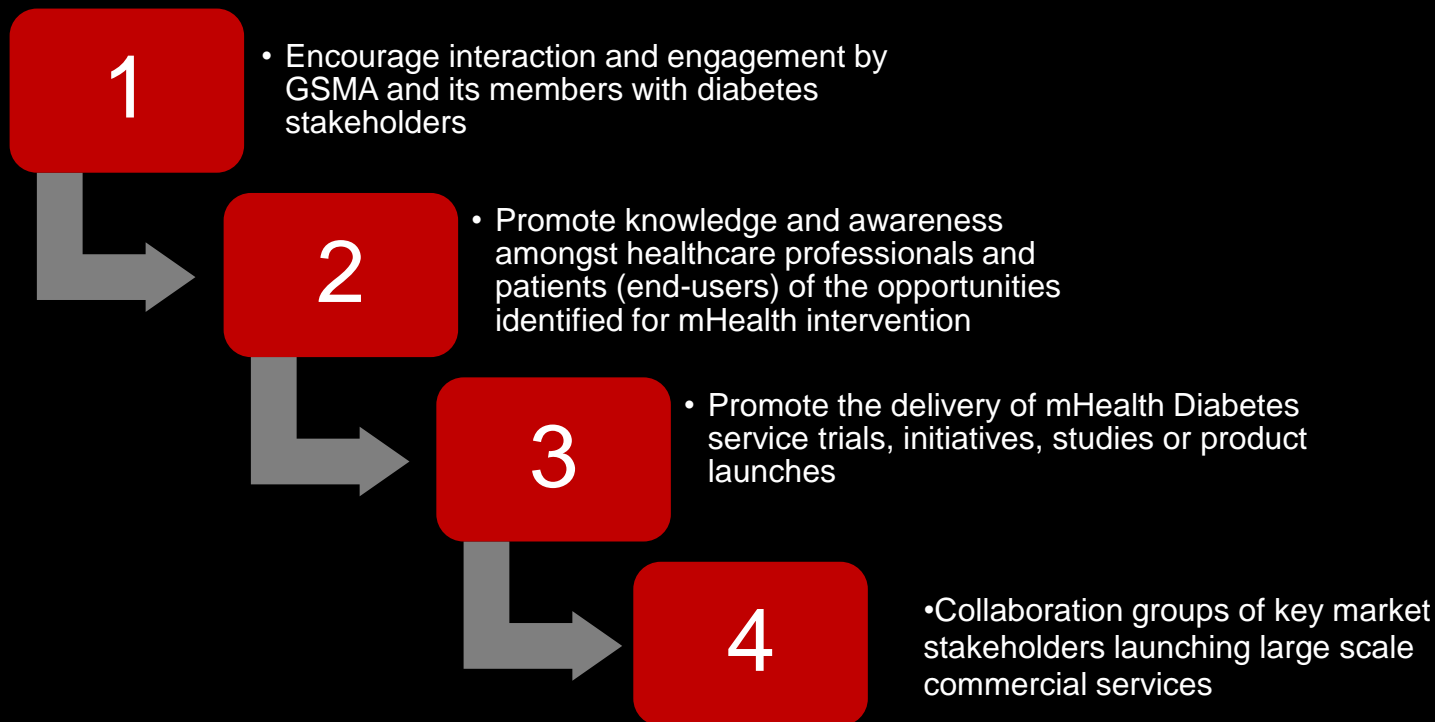 1
• Encourage interaction and engagement by
GSMA and its members with diabetes
stakeholders
2
• Promote knowledge and awareness
amongst healthcare professionals and
patients (end-users) of the opportunities
identified for mHealth intervention
3
• Promote the delivery of mHealth Diabetes
service trials, initiatives, studies or product
launches
4
•Collaboration groups of key market
stakeholders launching large scale
commercial services